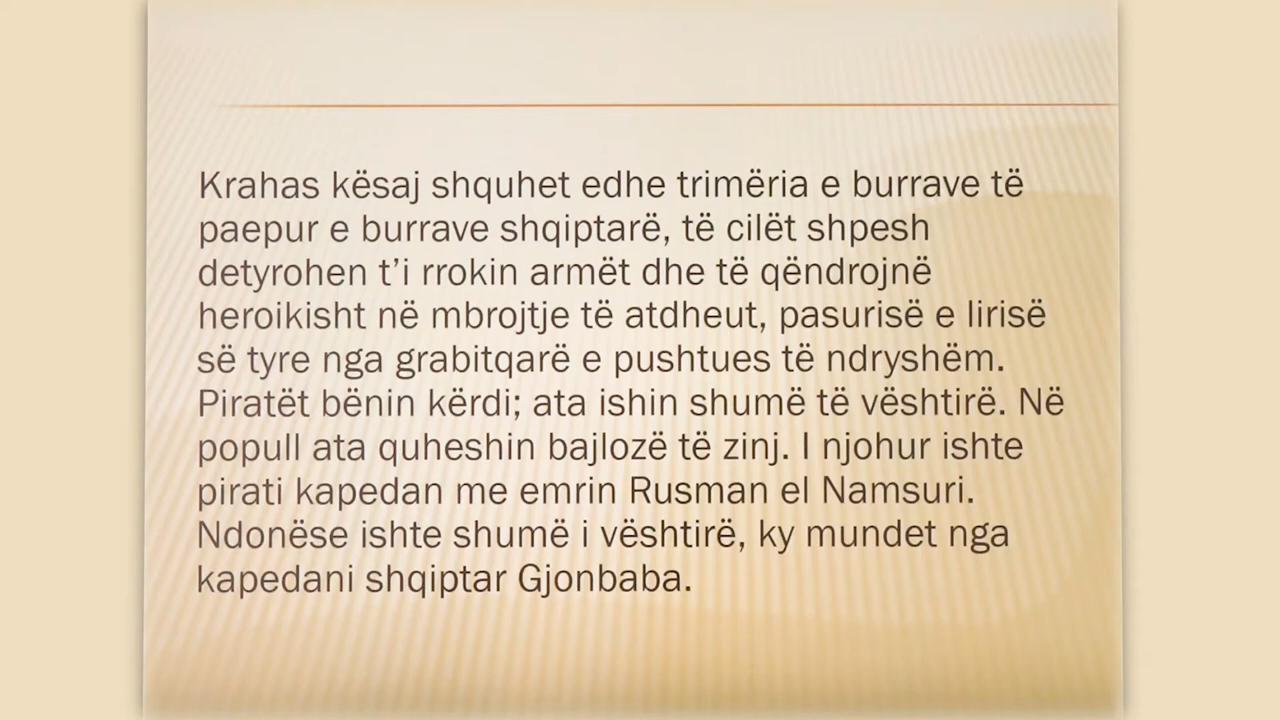 Krahas kësaj shquhet edhe trimëria e burrave të
paepur e burrave shqiptarë, të cilët shpesh
detyrohen t’i rrokin armët dhe të qëndrojnë
heroikisht në mbrojtje të atdheut, pasurisë e lirisë
së tyre nga grabitqarë e pushtues të ndryshëm.
Piratët bënin kërdi; ata ishin shumë të vështirë. Në
popull ata quheshin bajlozë të zinj. I njohur ishte
pirati kapedan me emrin Rusman el Namsuri.
Ndonëse ishte shumë i vështirë, ky mundet nga
kapedani shqiptar Gjonbaba.